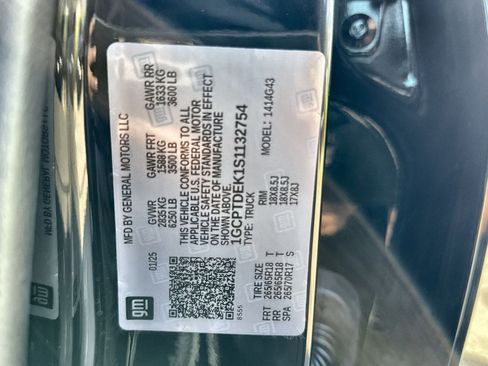 gm
MFD BY GENERAL MOTORS LLC
01/25
GVWR GAWR FRT GAWR RR
2835 KG 1588 KG 1633 KG
6250 LB 3500 LB 3600 LB
THIS VEHICLE CONFORMS TO ALL
APPLICABLE U.S. FEDERAL MOTOR
VEHICLE SAFETY STANDARDS IN EFFECT
ON THE DATE OF MANUFACTURE
SHOWN ABOVE.
1GCPTDEK1S1132754
TYPE: TRUCK MODEL: 1414G43
8555
TIRE SIZE RIM
FRT 265/65R18 T 18X8.5J
RR 265/65R18 T 18X8.5J
SPA 265/70R17 S 17X8J